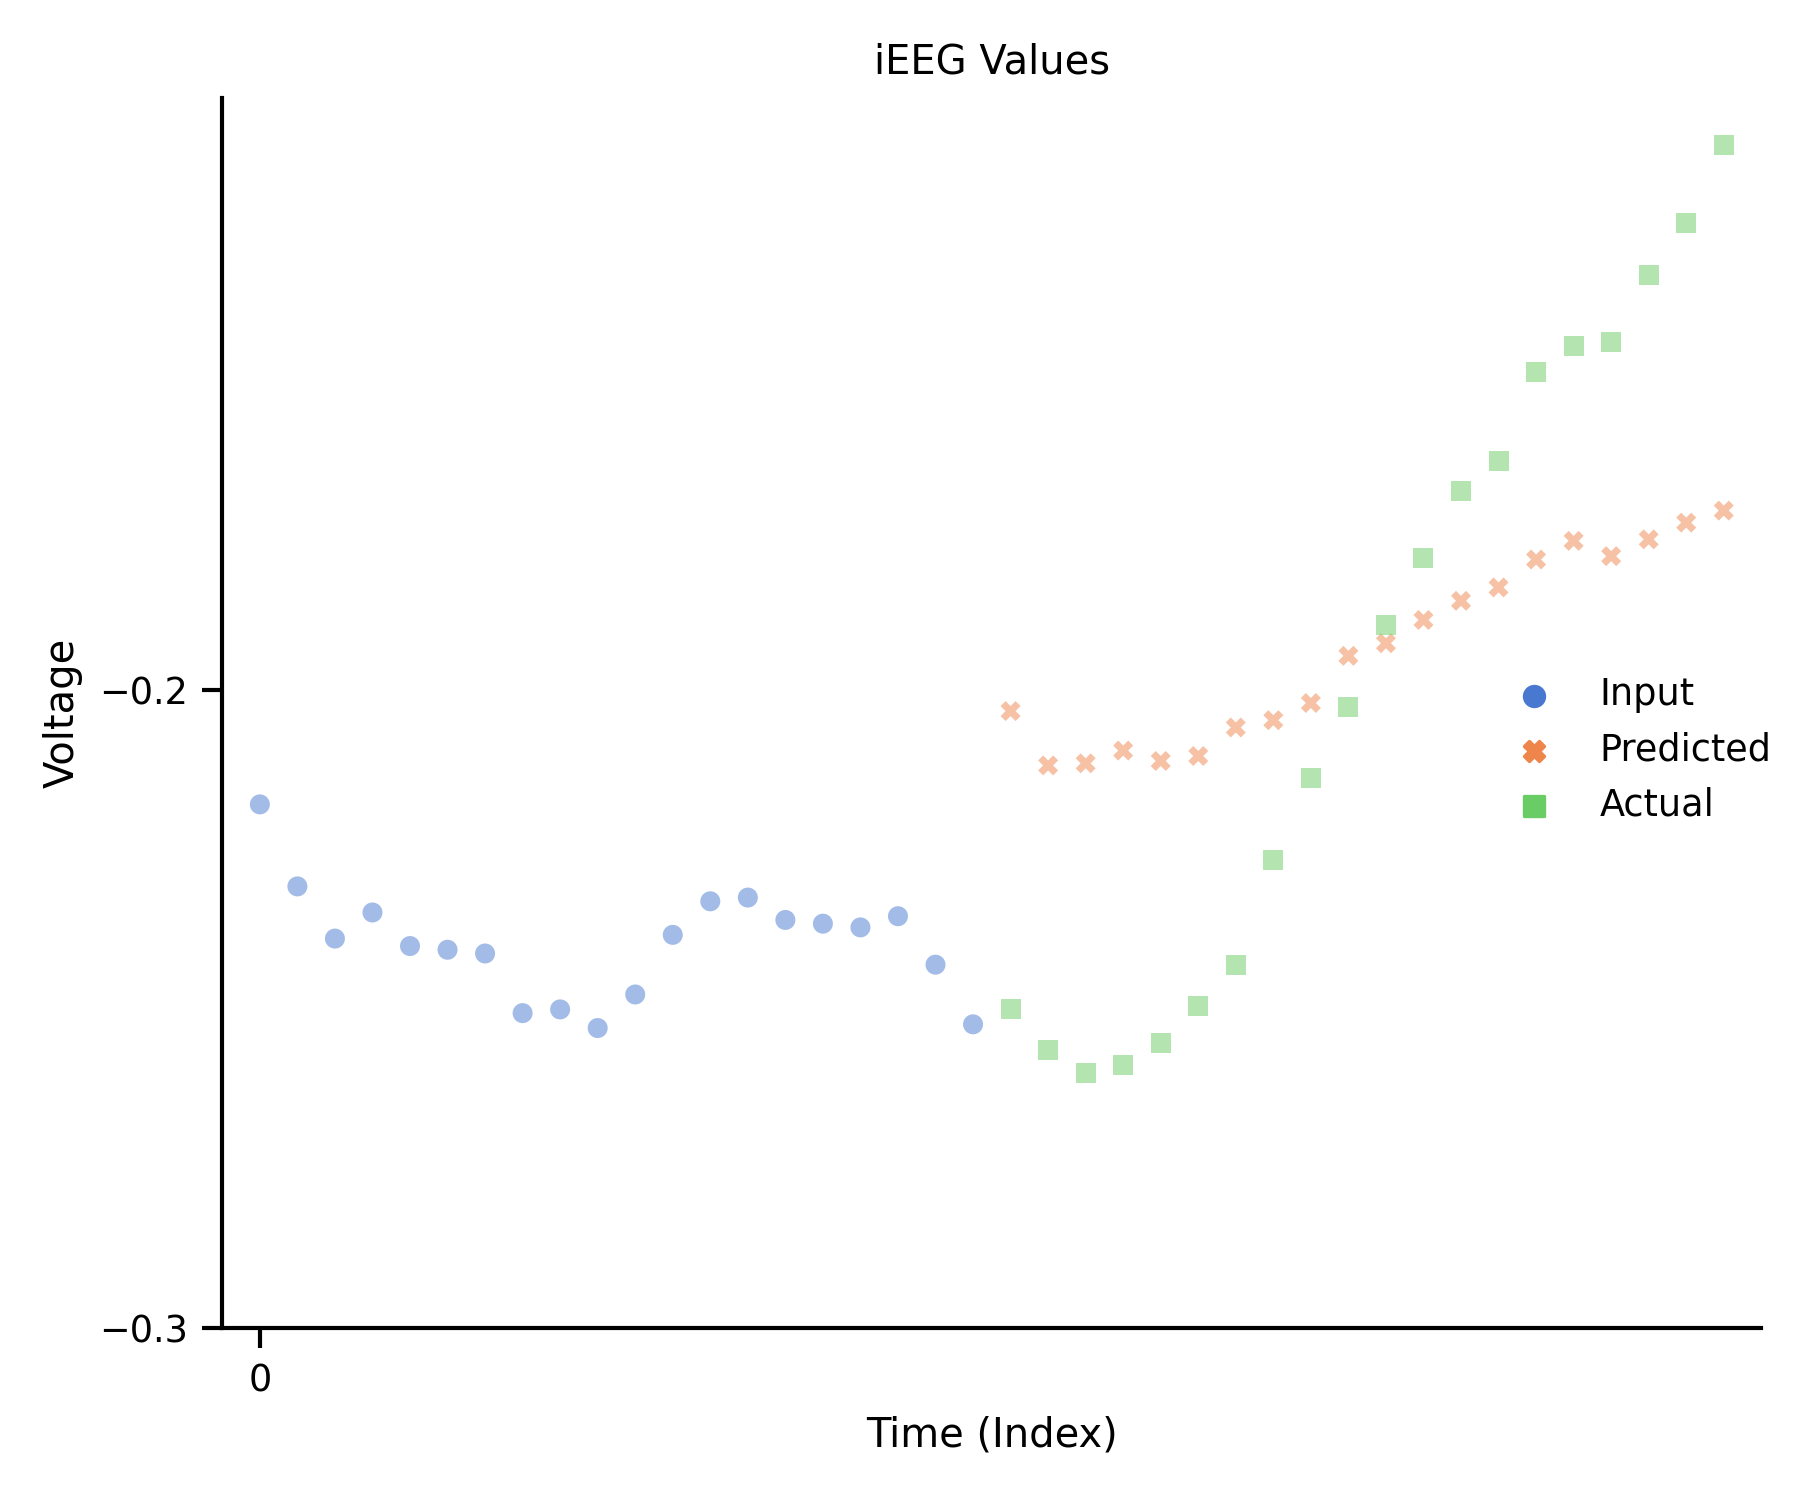 iEEG Values
Voltage
−0.2
−0.3
Input
Predicted
Actual
0
Time (Index)